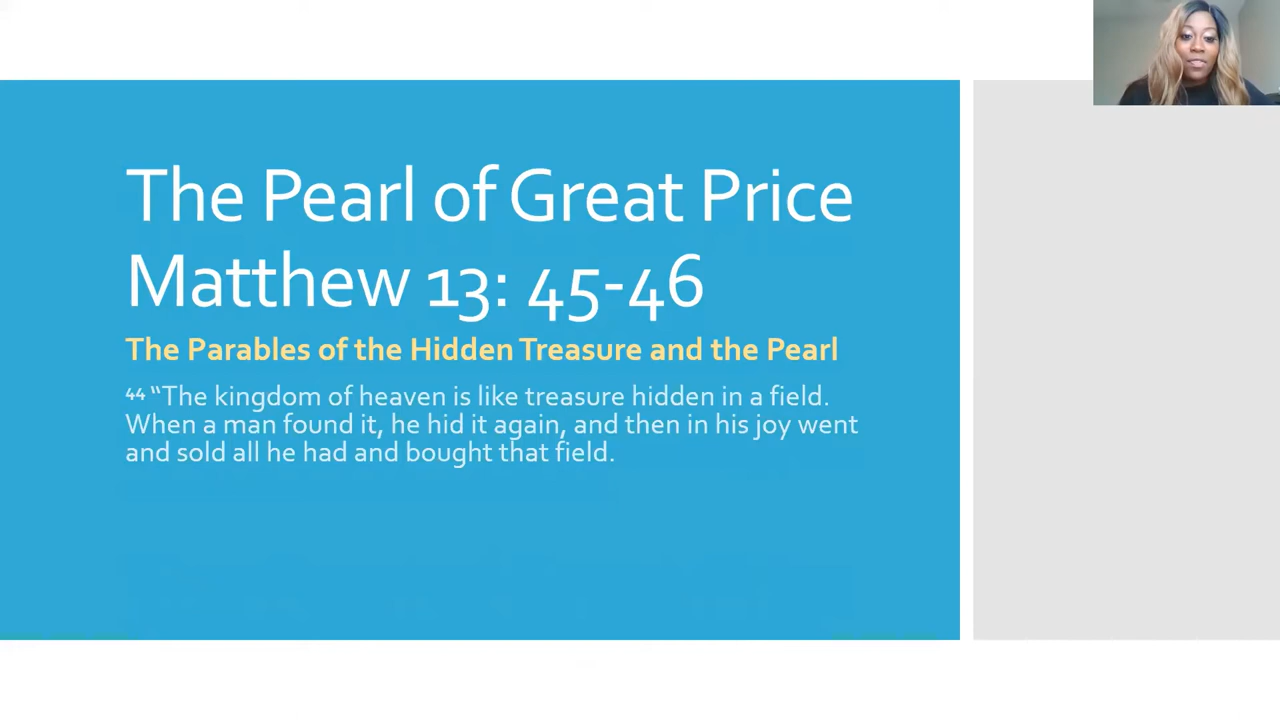 The Pearl of Great Price
Matthew 13: 45-46
The Parables of the Hidden Treasure and the Pearl
44 “The kingdom of heaven is like treasure hidden in a field.
When a man found it, he hid it again, and then in his joy went
and sold all he had and bought that field.